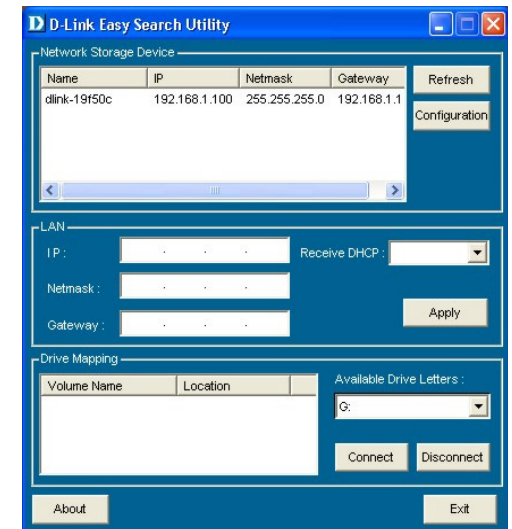 D D-Link Easy Search Utility
Network Storage Device
Name IP Netmask Gateway
dlink-19f50c 192.168.1.100 255.255.255.0 192.168.1.1
Refresh
Configuration
LAN
IP :
. . .
Receive DHCP :
Netmask :
. . .
Gateway :
. . .
Apply
Drive Mapping
Volume Name Location
Available Drive Letters :
G:
Connect Disconnect
About Exit